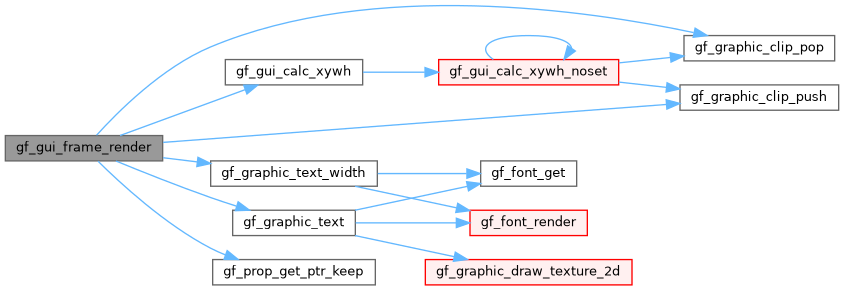 gf_graphic_clip_pop
gf_gui_calc_xywh
gf_gui_calc_xywh_noset
gf_graphic_clip_push
gf_gui_frame_render
gf_graphic_text_width
gf_font_get
gf_graphic_text
gf_font_render
gf_prop_get_ptr_keep
gf_graphic_draw_texture_2d